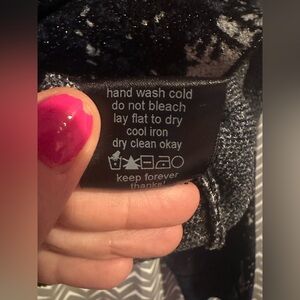 hand wash cold
do not bleach
lay flat to dry
cool iron
dry clean okay
keep forever
thanks!